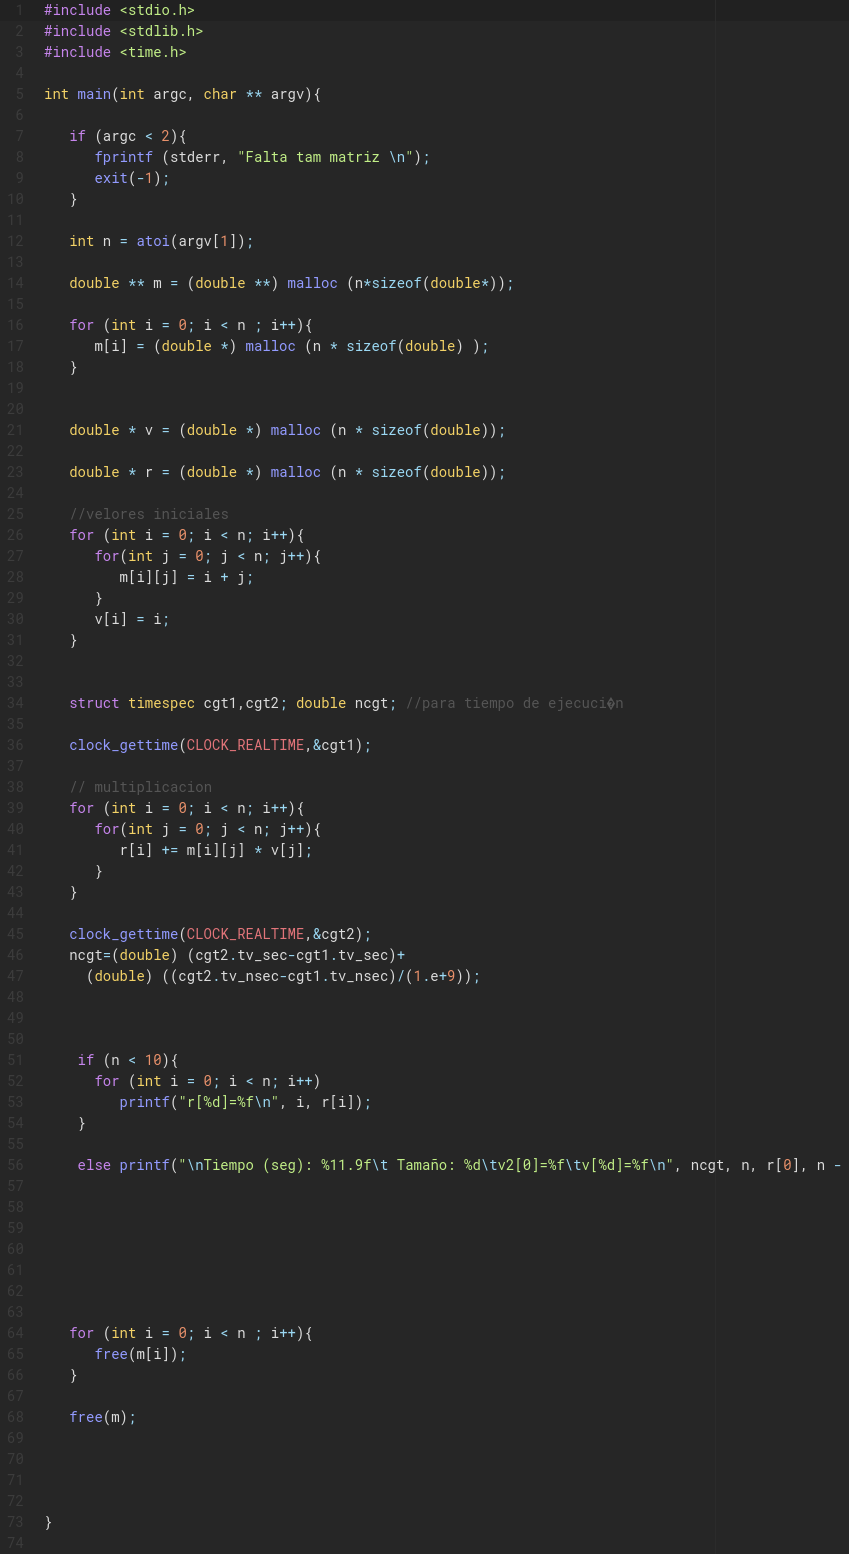 1 #include <stdio.h>
2 #include <stdlib.h>
3 #include <time.h>
4
5 int main(int argc, char ** argv){
6
7    if (argc < 2){
8       fprintf (stderr, "Falta tam matriz \n");
9       exit(-1);
10    }
11
12    int n = atoi(argv[1]);
13
14    double ** m = (double **) malloc (n*sizeof(double*));
15
16    for (int i = 0; i < n ; i++){
17       m[i] = (double *) malloc (n * sizeof(double) );
18    }
19
20
21    double * v = (double *) malloc (n * sizeof(double));
22
23    double * r = (double *) malloc (n * sizeof(double));
24
25    //velores iniciales
26    for (int i = 0; i < n; i++){
27       for(int j = 0; j < n; j++){
28          m[i][j] = i + j;
29       }
30       v[i] = i;
31    }
32
33
34    struct timespec cgt1,cgt2; double ncgt; //para tiempo de ejecuci�n
35
36    clock_gettime(CLOCK_REALTIME,&cgt1);
37
38    // multiplicacion
39    for (int i = 0; i < n; i++){
40       for(int j = 0; j < n; j++){
41          r[i] += m[i][j] * v[j];
42       }
43    }
44
45    clock_gettime(CLOCK_REALTIME,&cgt2);
46    ncgt=(double) (cgt2.tv_sec-cgt1.tv_sec)+
47      (double) ((cgt2.tv_nsec-cgt1.tv_nsec)/(1.e+9));
48
49
50
51     if (n < 10){
52       for (int i = 0; i < n; i++)
53          printf("r[%d]=%f\n", i, r[i]);
54     }
55
56     else printf("\nTiempo (seg): %11.9f\t Tamaño: %d\tv2[0]=%f\tv[%d]=%f\n", ncgt, n, r[0], n -
57
58
59
60
61
62
63
64    for (int i = 0; i < n ; i++){
65       free(m[i]);
66    }
67
68    free(m);
69
70
71
72
73 }
74